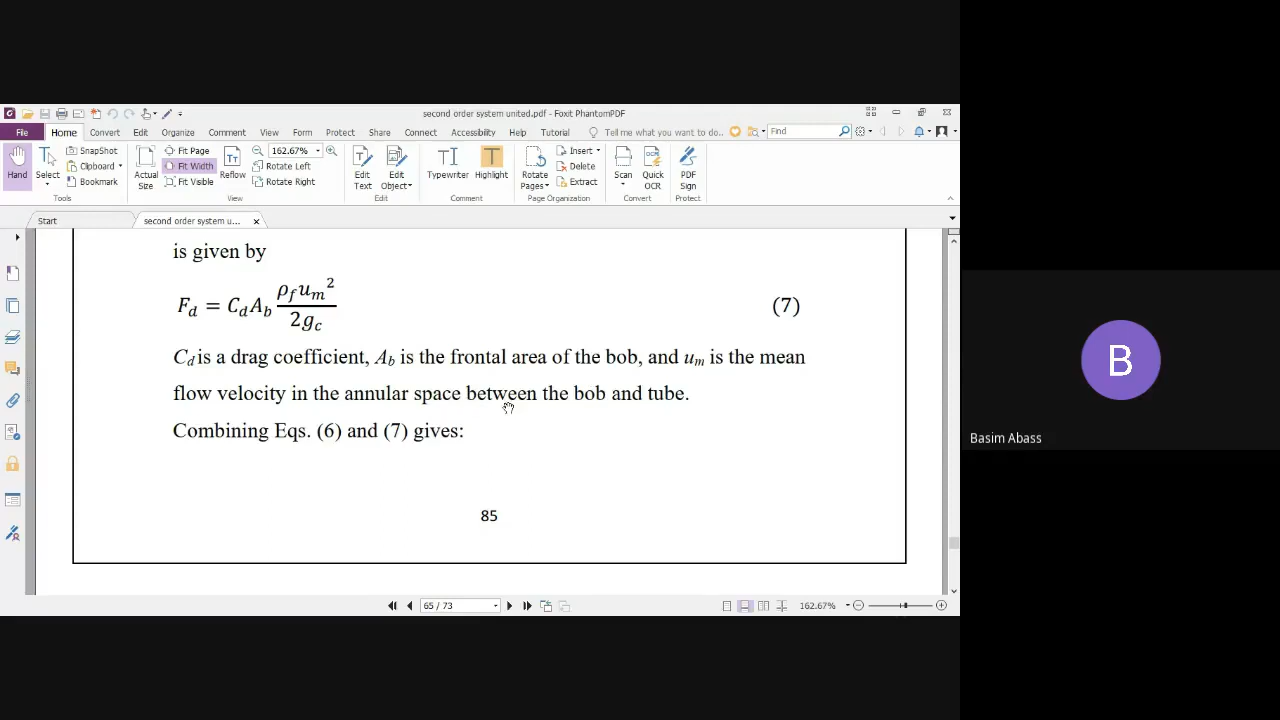 second order system united.pdf - Foxit PhantomPDF
File Home Convert Edit Organize Comment View Form Protect Share Connect Accessibility Help Tutorial Tell me what you want to do.. Find
Hand Select SnapShot Clipboard Bookmark Actual Size Fit Page Fit Width Fit Visible Reflow 162.67% Rotate Left Rotate Right Edit Text Edit Object Typewriter Highlight Rotate Pages Insert Delete Extract Scan Quick OCR PDF Sign
Tools View Edit Comment Page Organization Convert Protect
Start second order system u...
is given by
F_d = C_d A_b ρ_f u_m² / 2g_c (7)
C_d is a drag coefficient, A_b is the frontal area of the bob, and u_m is the mean
flow velocity in the annular space between the bob and tube.
Combining Eqs. (6) and (7) gives:
85
65 / 73 162.67%
B
Basim Abass